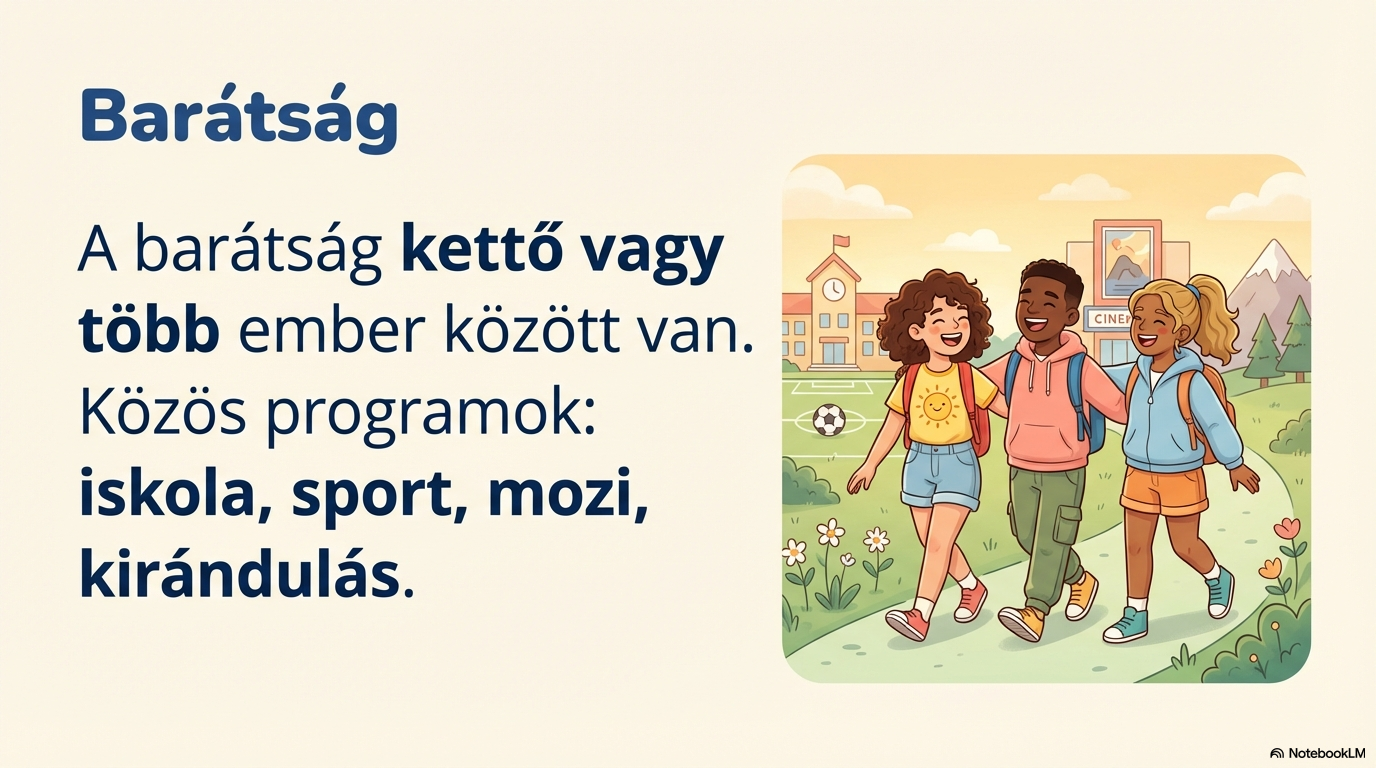 Barátság
A barátság kettő vagy
több ember között van.
Közös programok:
iskola, sport, mozi,
kirándulás.
NotebookLM